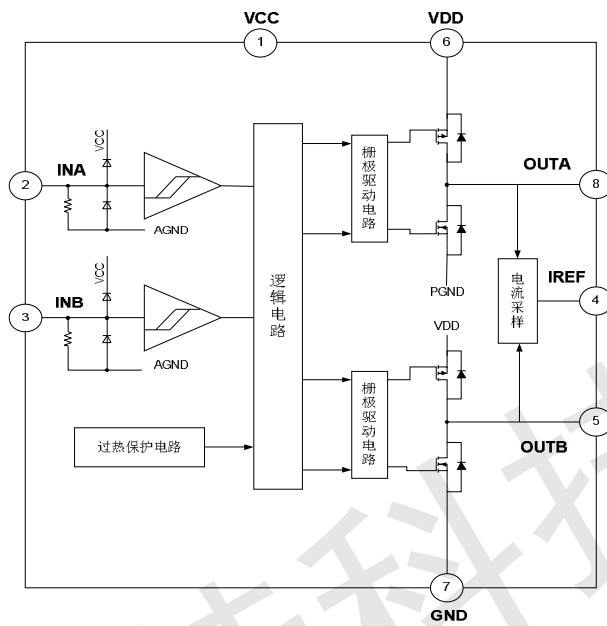 VCC
VDD
1
6
VCC
INA
2
AGND
栅极驱动电路
OUTA
8
逻辑电路
PGND
电流采样
IREF
4
VCC
INB
3
AGND
VDD
栅极驱动电路
5
OUTB
过热保护电路
7
GND
科技